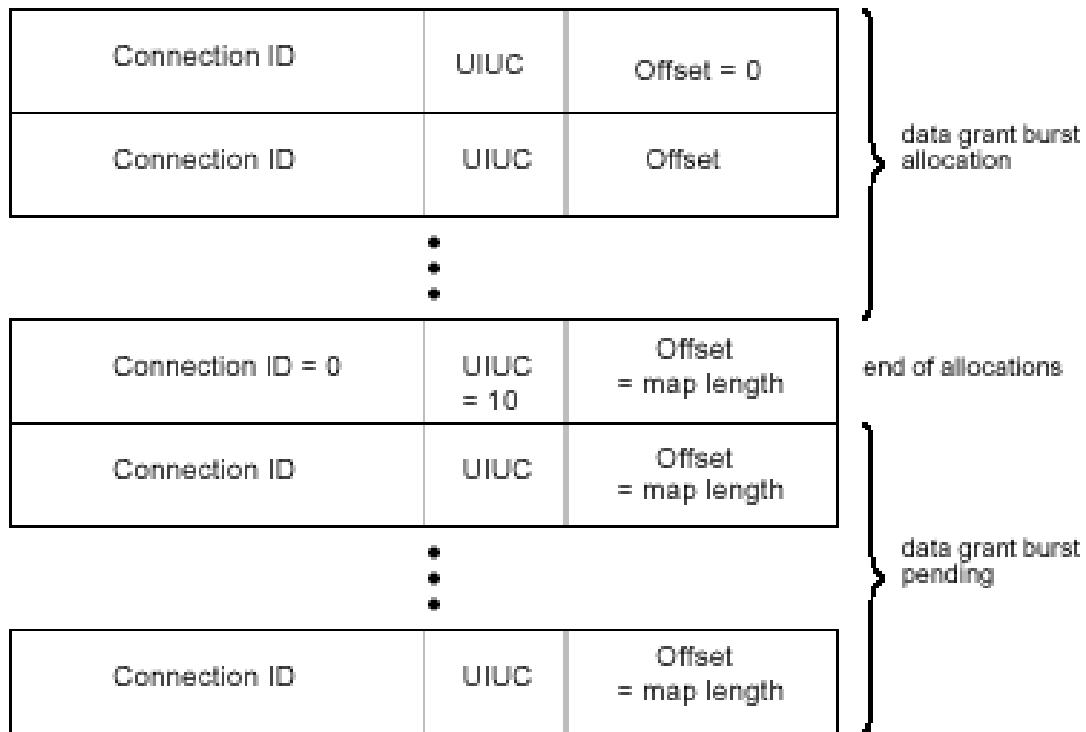 Connection ID
UIUC
Offset = 0
Connection ID
UIUC
Offset
data grant burst
allocation
Connection ID = 0
UIUC
= 10
Offset
= map length
end of allocations
Connection ID
UIUC
Offset
= map length
data grant burst
pending
Connection ID
UIUC
Offset
= map length